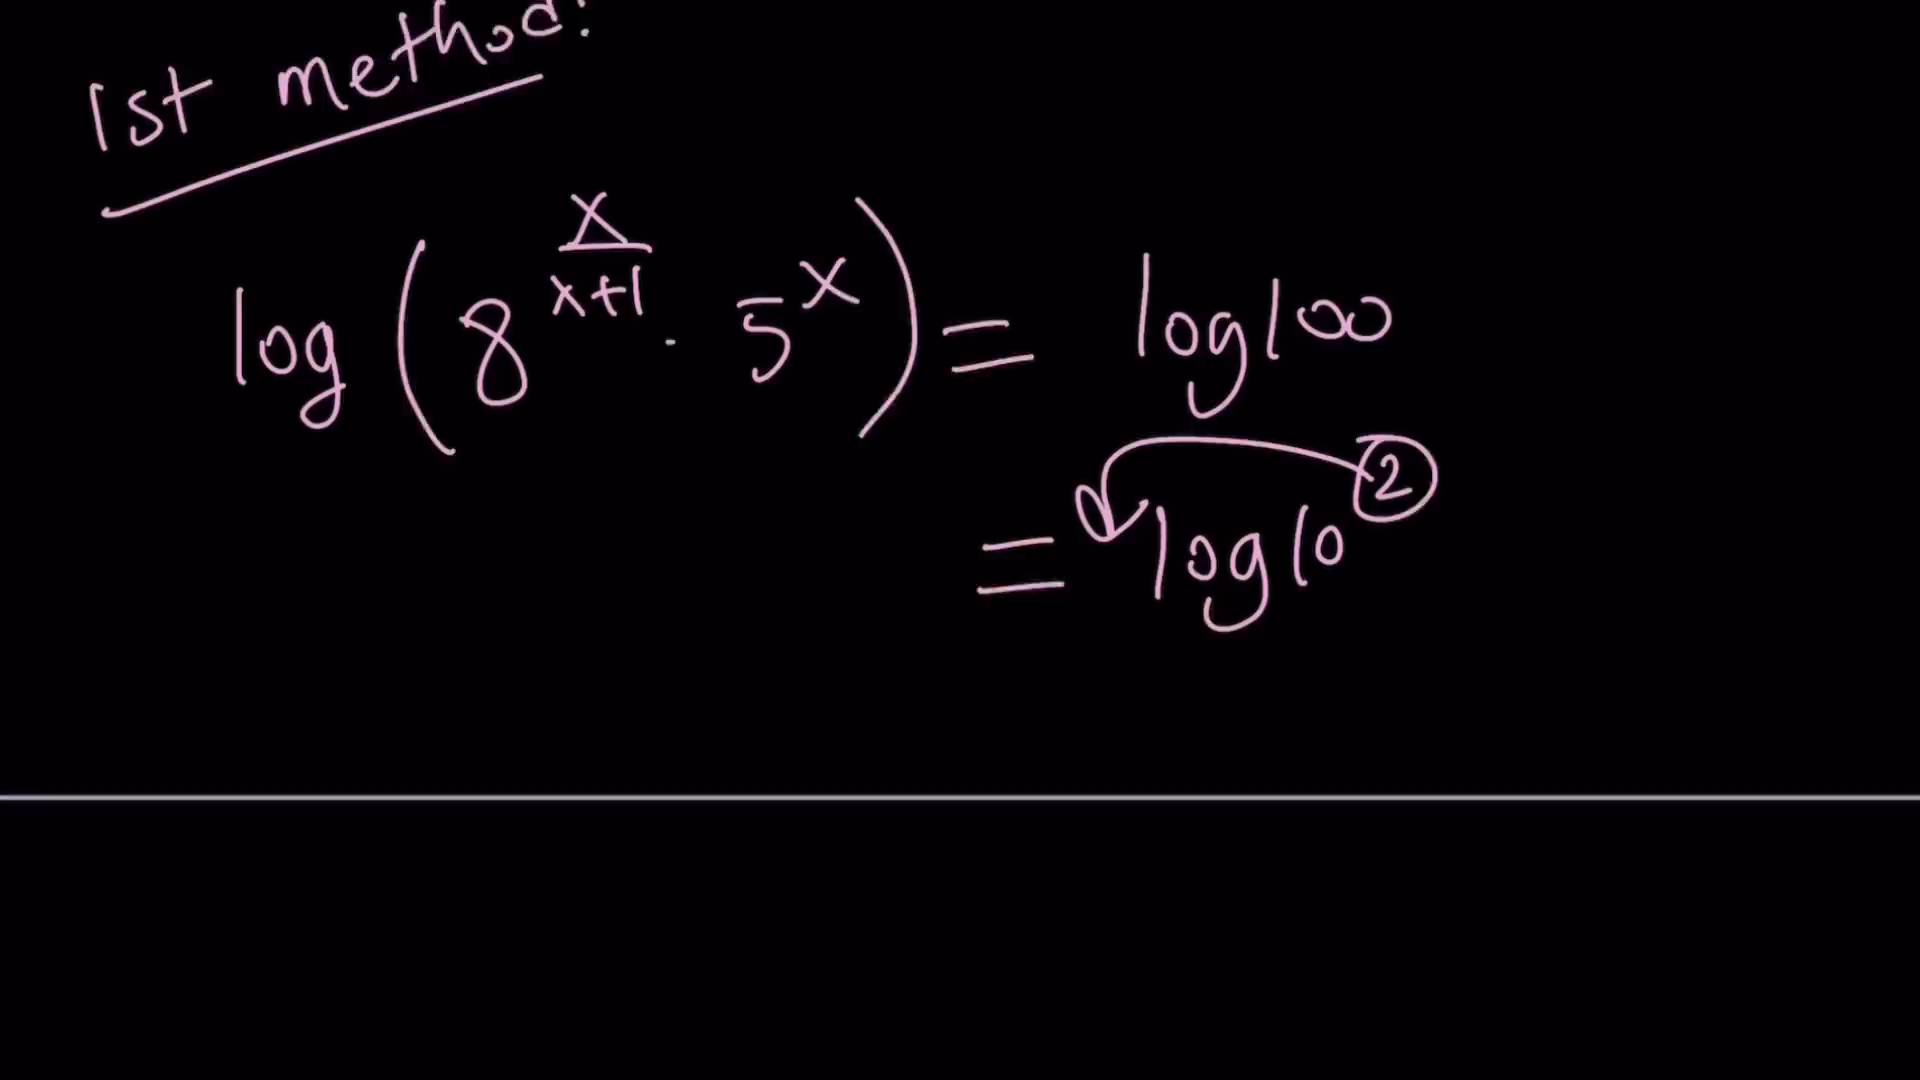 1st method:
log(8^(x/(x+1)) · 5^x) = log100
= log10^2